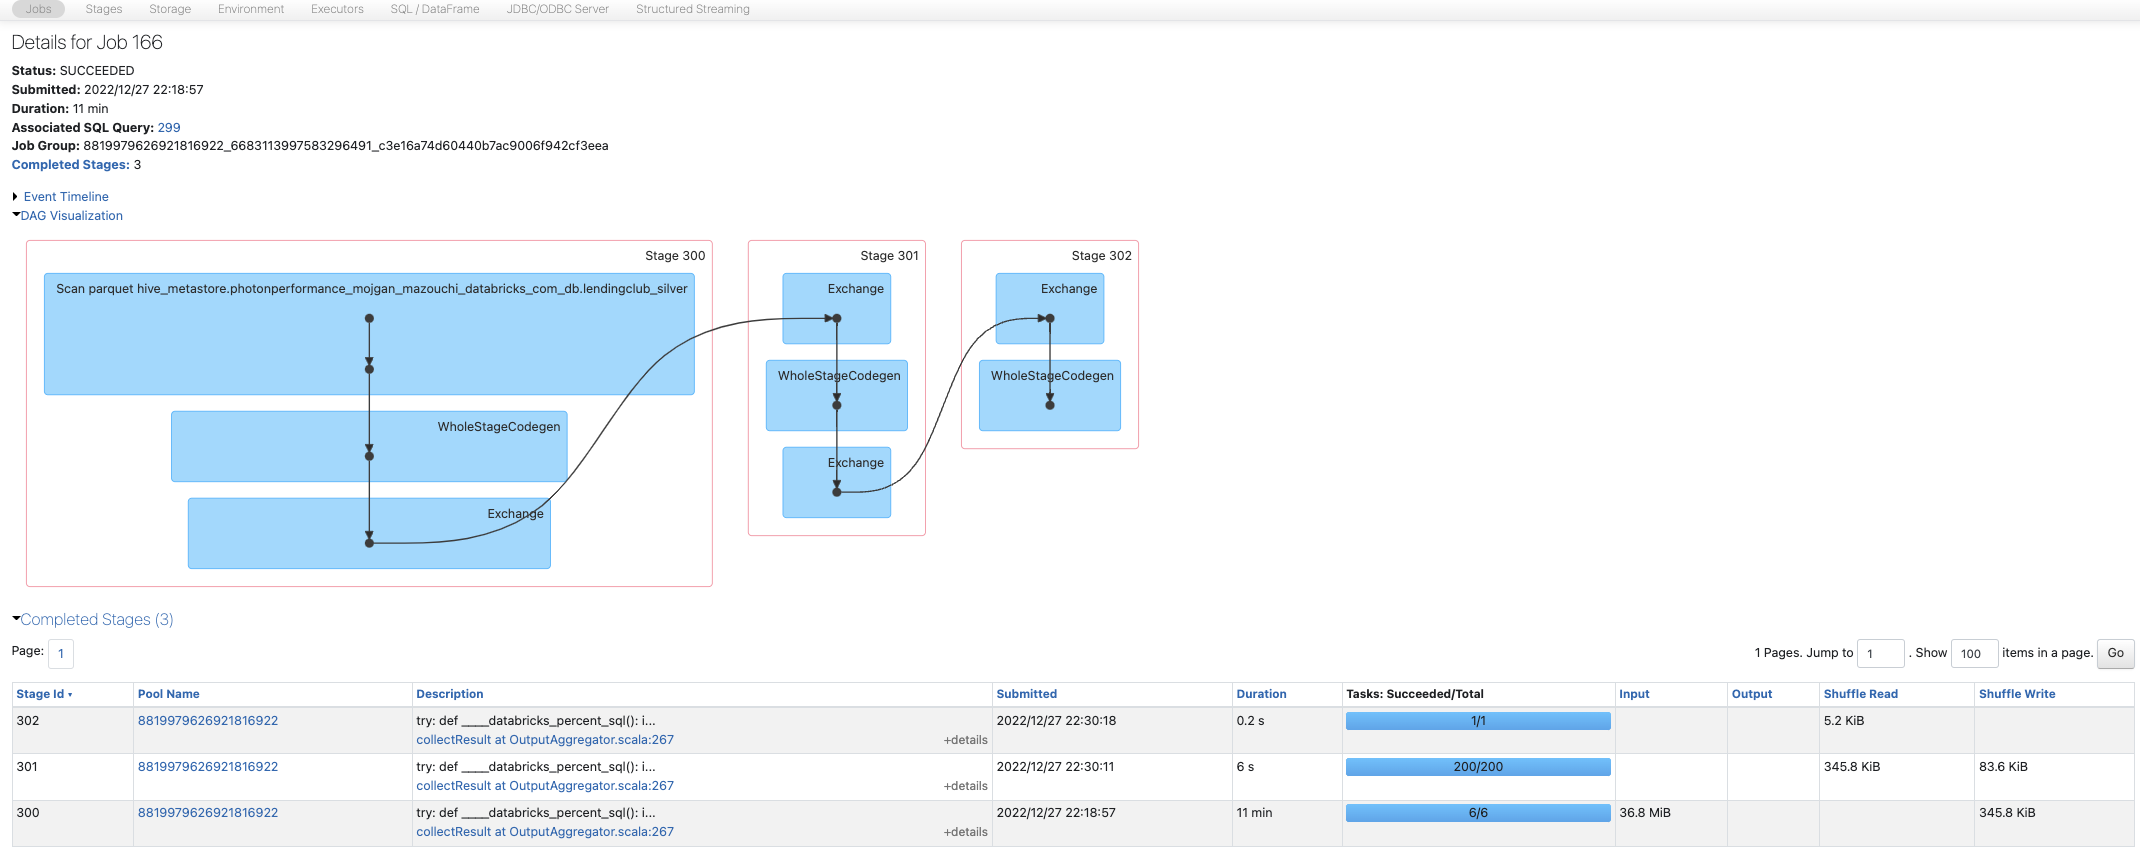 Jobs Stages Storage Environment Executors SQL / DataFrame JDBC/ODBC Server Structured Streaming
Details for Job 166
Status: SUCCEEDED
Submitted: 2022/12/27 22:18:57
Duration: 11 min
Associated SQL Query: 299
Job Group: 8819979626921816922_6683113997583296491_c3e16a74d60440b7ac9006f942cf3eea
Completed Stages: 3
Event Timeline
DAG Visualization
Stage 300
Scan parquet hive_metastore.photonperformance_mojgan_mazouchi_databricks_com_db.lendingclub_silver
WholeStageCodegen
Exchange
Stage 301
Exchange
WholeStageCodegen
Exchange
Stage 302
Exchange
WholeStageCodegen
Completed Stages (3)
Page: 1
1 Pages. Jump to 1 . Show 100 items in a page. Go
Stage Id Pool Name Description Submitted Duration Tasks: Succeeded/Total Input Output Shuffle Read Shuffle Write
302 8819979626921816922 try: def ____databricks_percent_sql(): i... 2022/12/27 22:30:18 0.2 s 1/1 5.2 KiB
collectResult at OutputAggregator.scala:267 +details
301 8819979626921816922 try: def ____databricks_percent_sql(): i... 2022/12/27 22:30:11 6 s 200/200 345.8 KiB 83.6 KiB
collectResult at OutputAggregator.scala:267 +details
300 8819979626921816922 try: def ____databricks_percent_sql(): i... 2022/12/27 22:18:57 11 min 6/6 36.8 MiB 345.8 KiB
collectResult at OutputAggregator.scala:267 +details